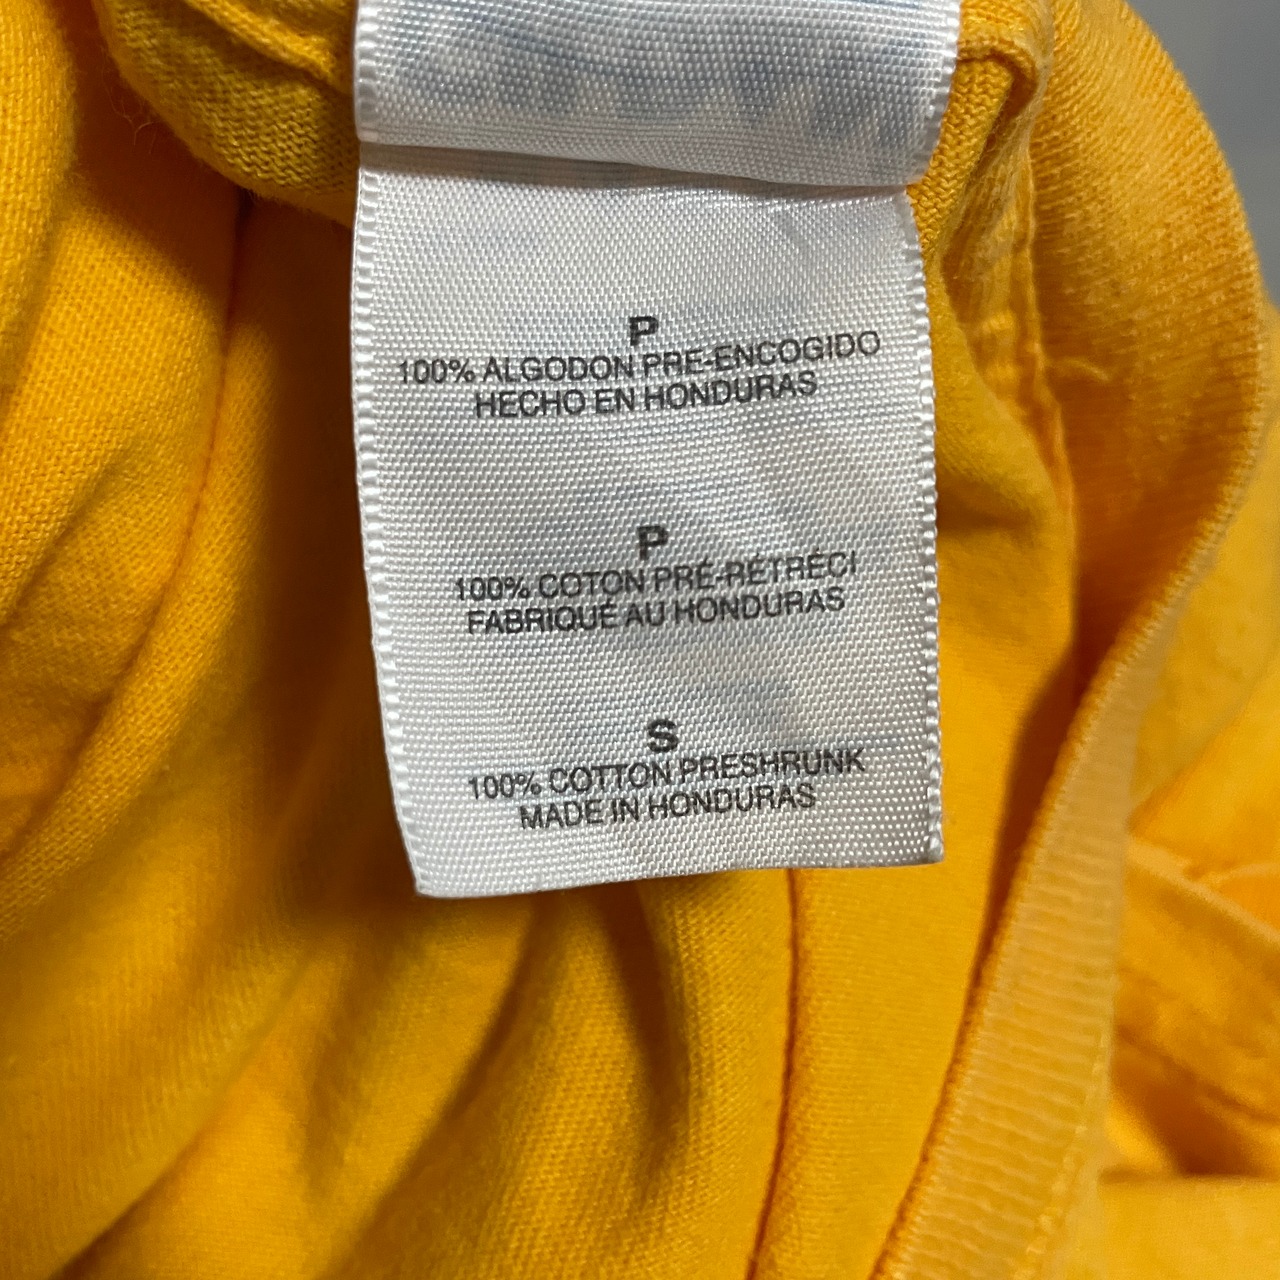 P
100% ALGODON PRE-ENCOGIDO
HECHO EN HONDURAS
P
100% COTON PRÉ-RÉTRÉCI
FABRIQUÉ AU HONDURAS
S
100% COTTON PRESHRUNK
MADE IN HONDURAS